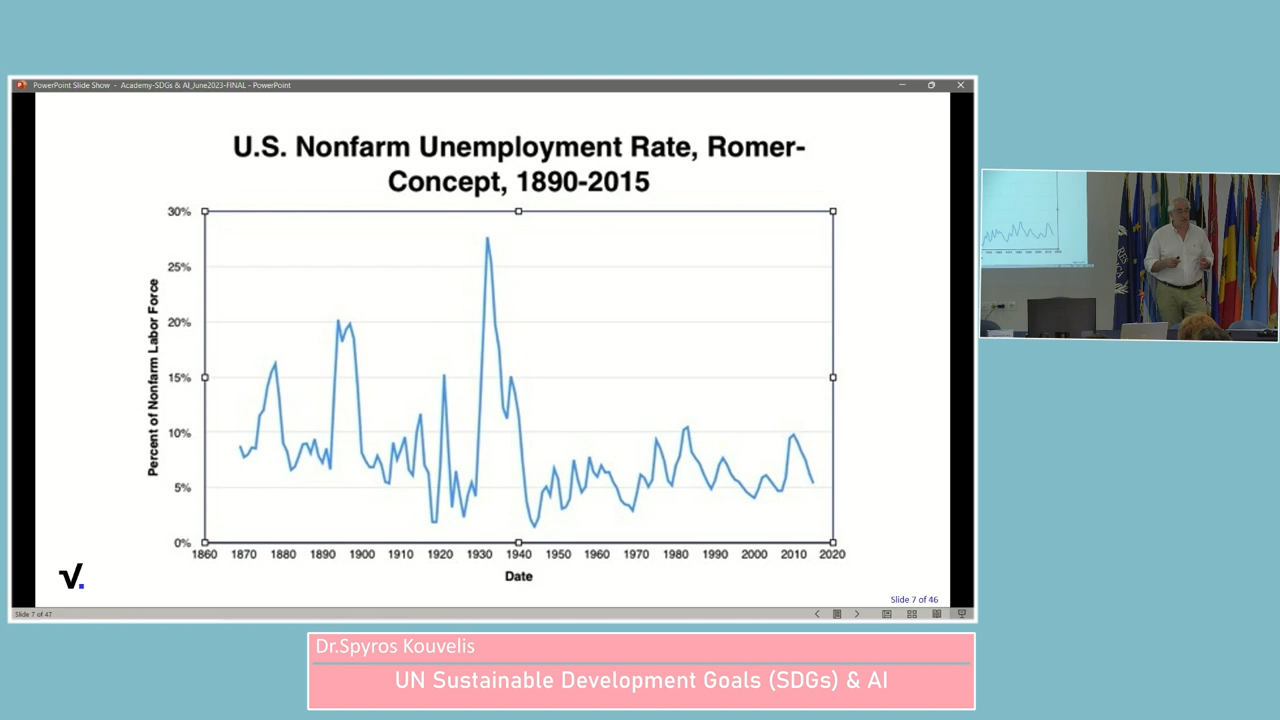 PowerPoint Slide Show - Academy-SDGs & AI_June2023-FINAL - PowerPoint
U.S. Nonfarm Unemployment Rate, Romer-
Concept, 1890-2015
Percent of Nonfarm Labor Force
30%
25%
20%
15%
10%
5%
0%
1860 1870 1880 1890 1900 1910 1920 1930 1940 1950 1960 1970 1980 1990 2000 2010 2020
Date
√.
Slide 7 of 46
Slide 7 of 47
Dr.Spyros Kouvelis
UN Sustainable Development Goals (SDGs) & AI